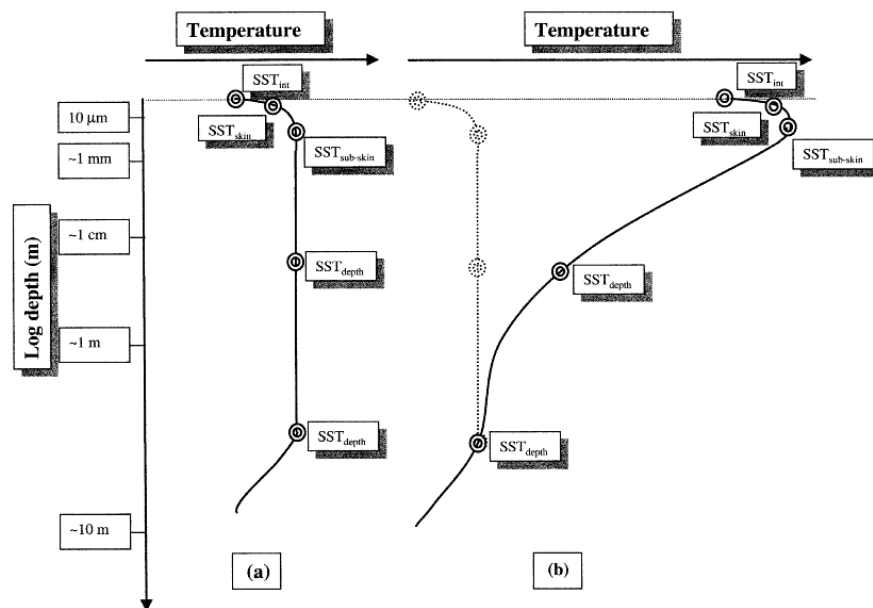 Temperature
Temperature
SST_int
SST_int
10 µm
SST_skin
SST_skin
SST_sub-skin
SST_sub-skin
~1 mm
~1 cm
SST_depth
SST_depth
Log depth (m)
~1 m
SST_depth
SST_depth
~10 m
(a)
(b)